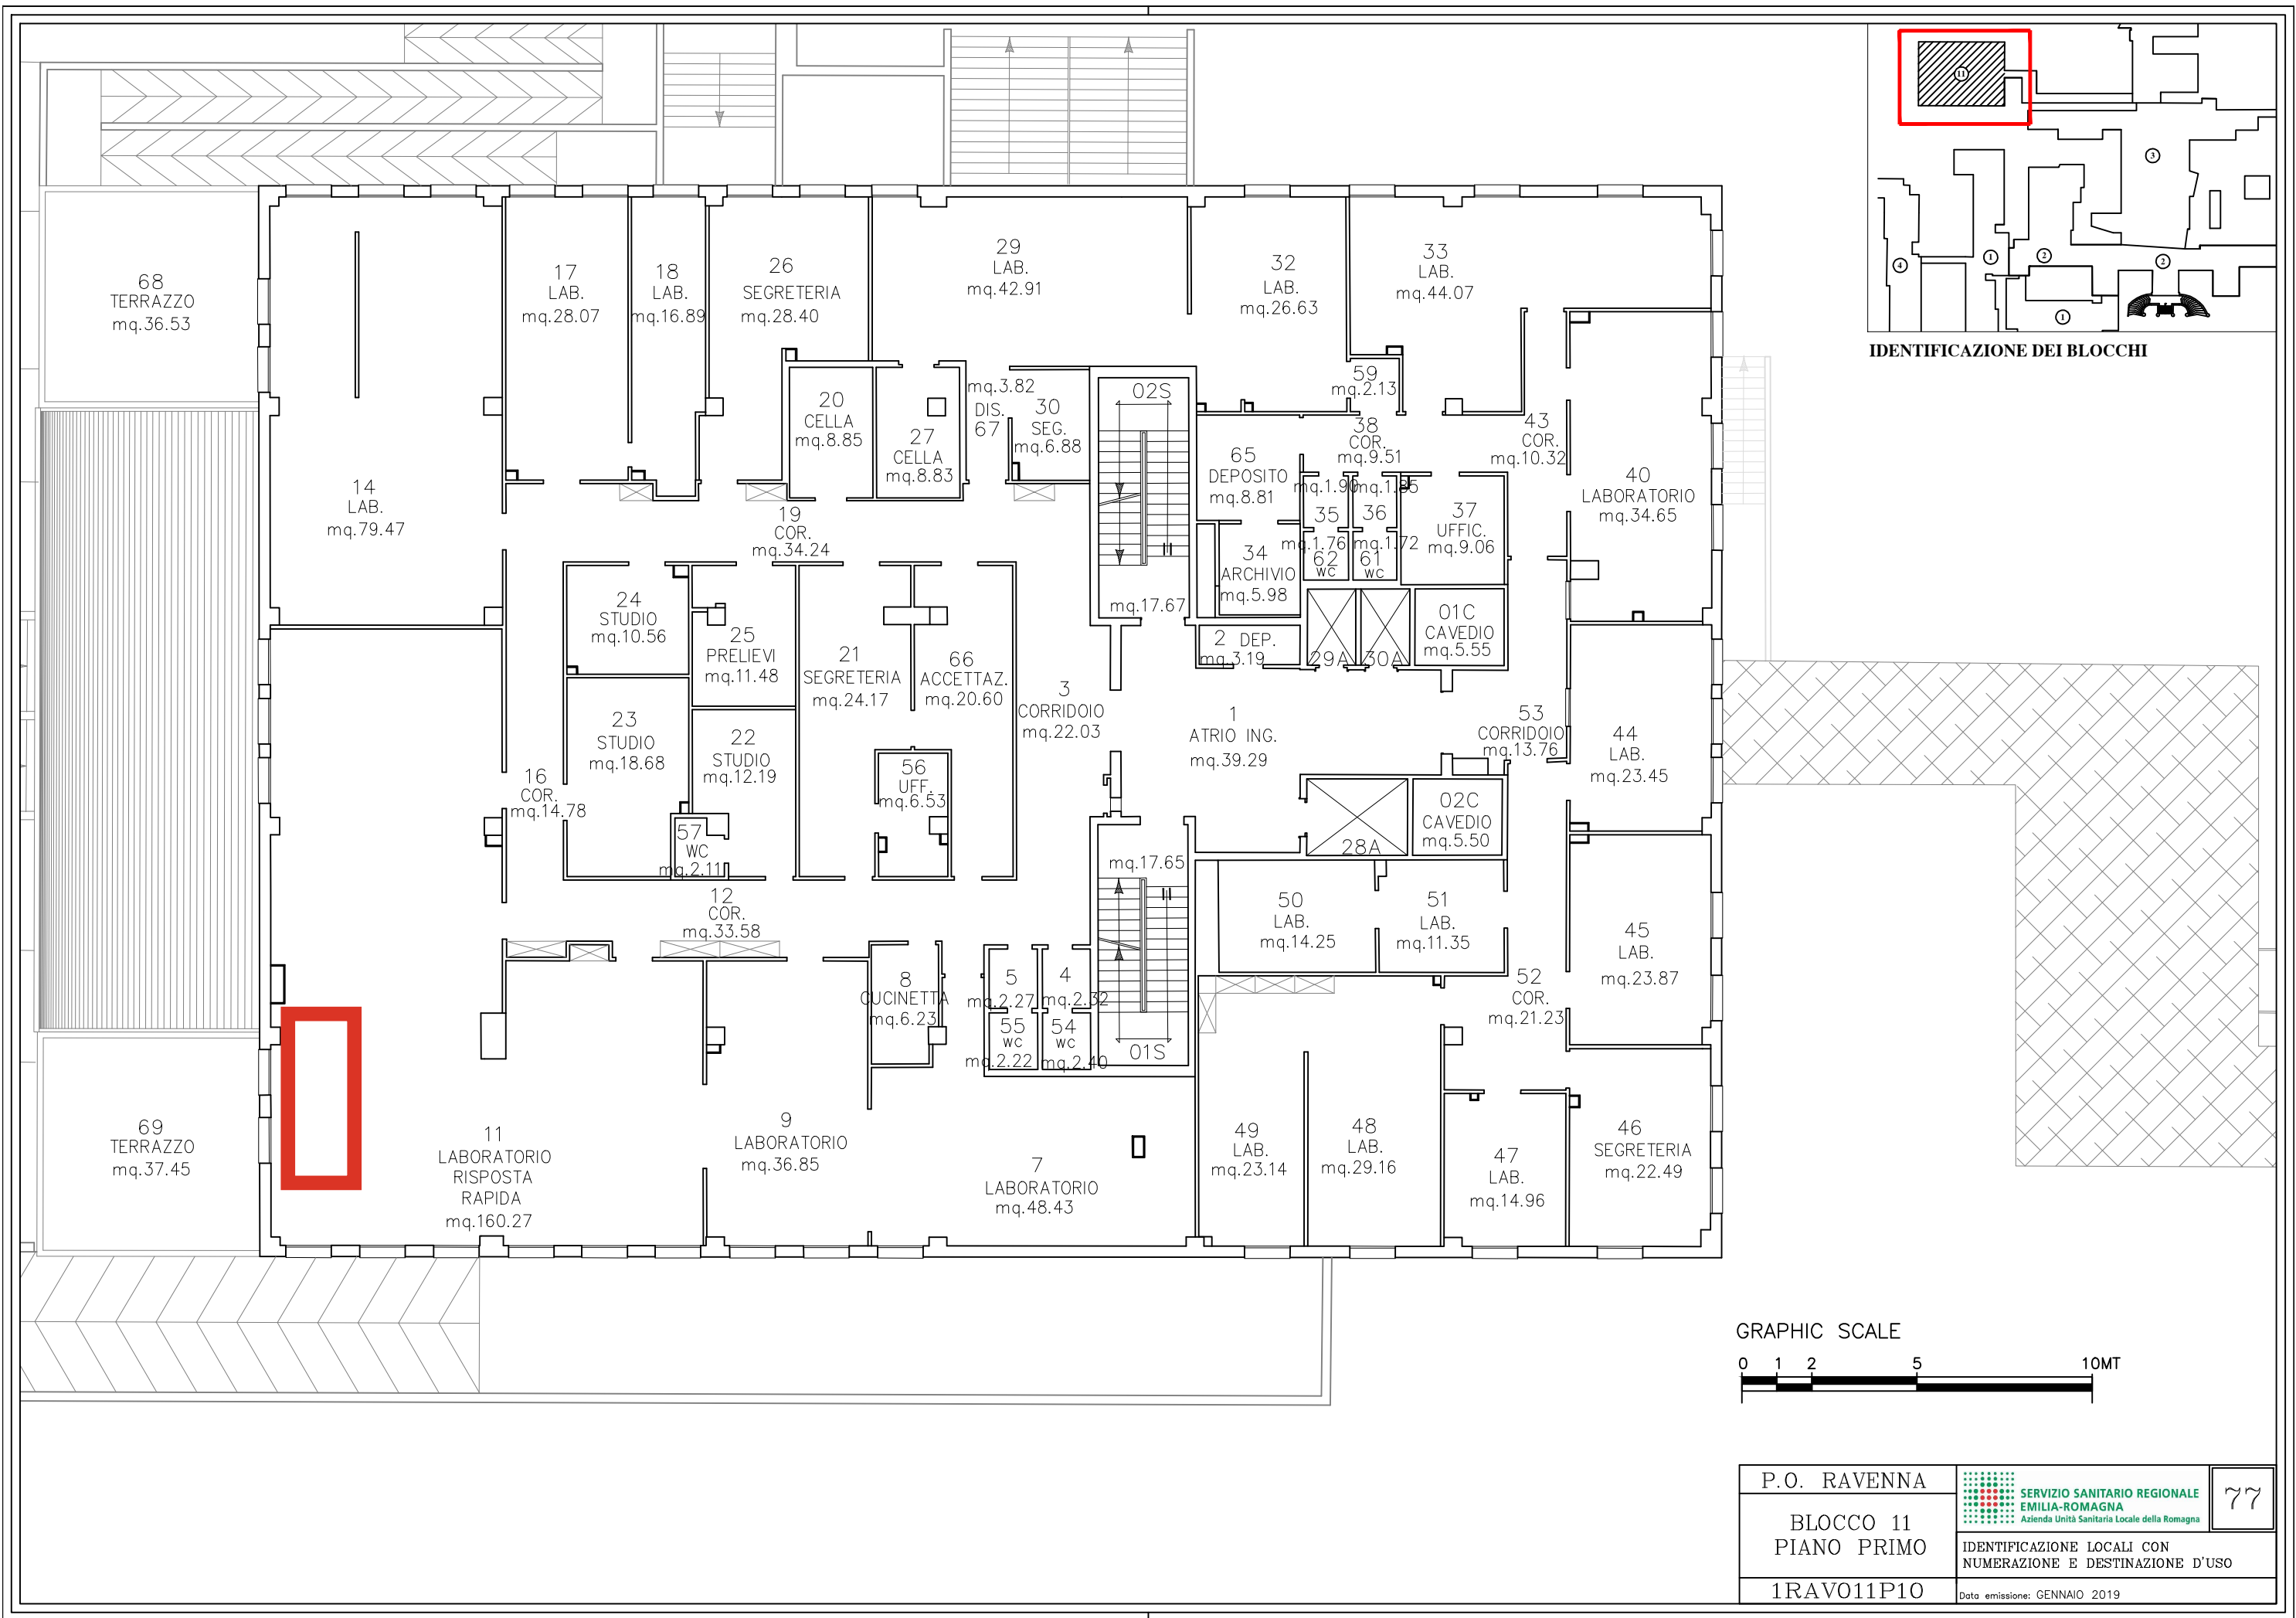 68
TERRAZZO
mq.36.53
17
LAB.
mq.28.07
18
LAB.
mq.16.89
26
SEGRETERIA
mq.28.40
29
LAB.
mq.42.91
32
LAB.
mq.26.63
33
LAB.
mq.44.07
11
3
4
1
2
2
1
IDENTIFICAZIONE DEI BLOCCHI
14
LAB.
mq.79.47
20
CELLA
mq.8.85
27
CELLA
mq.8.83
mq.3.82
DIS.
67
30
SEG.
mq.6.88
02S
59
mq.2.13
38
COR.
mq.9.51
43
COR.
mq.10.32
65
DEPOSITO
mq.8.81
40
LABORATORIO
mq.34.65
mq.1.90
35
mq.1.85
36
37
UFFIC.
mq.9.06
19
COR.
mq.34.24
34
ARCHIVIO
mq.5.98
mq.1.76
62
WC
mq.1.72
61
WC
mq.17.67
24
STUDIO
mq.10.56
25
PRELIEVI
mq.11.48
21
SEGRETERIA
mq.24.17
66
ACCETTAZ.
mq.20.60
3
CORRIDOIO
mq.22.03
2 DEP.
mq.3.19
29A
30A
01C
CAVEDIO
mq.5.55
1
ATRIO ING.
mq.39.29
53
CORRIDOIO
mq.13.76
44
LAB.
mq.23.45
23
STUDIO
mq.18.68
22
STUDIO
mq.12.19
16
COR.
mq.14.78
56
UFF.
mq.6.53
57
WC
mq.2.11
28A
02C
CAVEDIO
mq.5.50
mq.17.65
12
COR.
mq.33.58
50
LAB.
mq.14.25
51
LAB.
mq.11.35
45
LAB.
mq.23.87
8
CUCINETTA
mq.6.23
5
mq.2.27
4
mq.2.32
55
WC
mq.2.22
54
WC
mq.2.40
01S
52
COR.
mq.21.23
69
TERRAZZO
mq.37.45
11
LABORATORIO
RISPOSTA
RAPIDA
mq.160.27
9
LABORATORIO
mq.36.85
7
LABORATORIO
mq.48.43
49
LAB.
mq.23.14
48
LAB.
mq.29.16
47
LAB.
mq.14.96
46
SEGRETERIA
mq.22.49
GRAPHIC SCALE
0 1 2 5 10MT
P.O. RAVENNA
BLOCCO 11
PIANO PRIMO
1RAV011P10
SERVIZIO SANITARIO REGIONALE
EMILIA-ROMAGNA
Azienda Unità Sanitaria Locale della Romagna
77
IDENTIFICAZIONE LOCALI CON
NUMERAZIONE E DESTINAZIONE D'USO
Data emissione: GENNAIO 2019